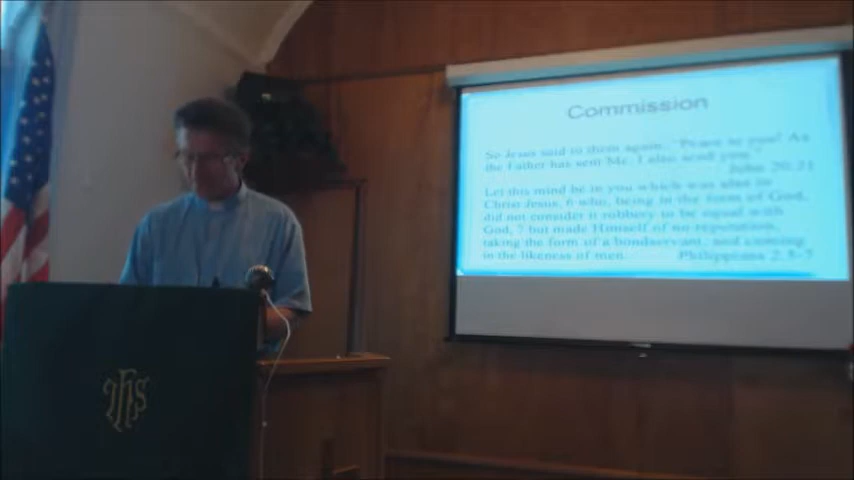 Commission
So Jesus said to them again, "Peace to you! As
the Father has sent Me, I also send you."
John 20:21
Let this mind be in you which was also in
Christ Jesus, 6 who, being in the form of God,
did not consider it robbery to be equal with
God, 7 but made Himself of no reputation,
taking the form of a bondservant, and coming
in the likeness of men. Philippians 2:5-7
IHS